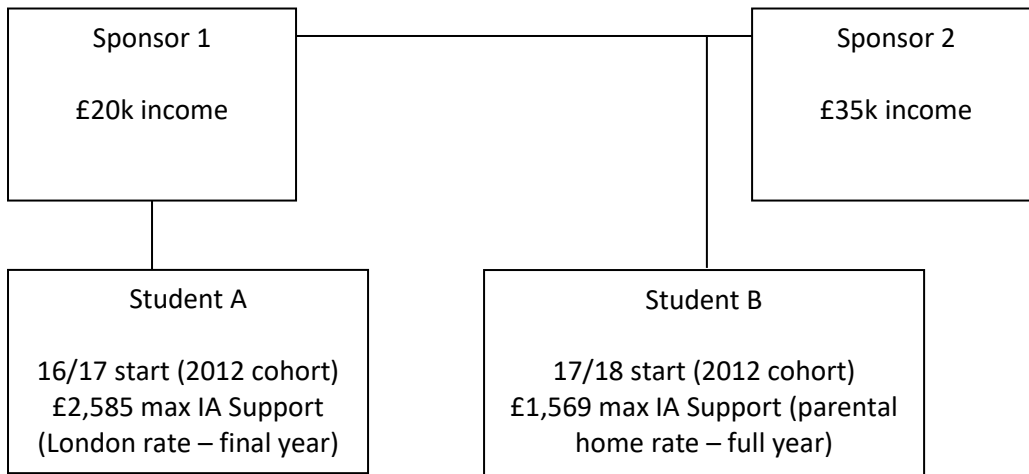 Sponsor 1
£20k income
Sponsor 2
£35k income
Student A
16/17 start (2012 cohort)
£2,585 max IA Support
(London rate – final year)
Student B
17/18 start (2012 cohort)
£1,569 max IA Support (parental
home rate – full year)